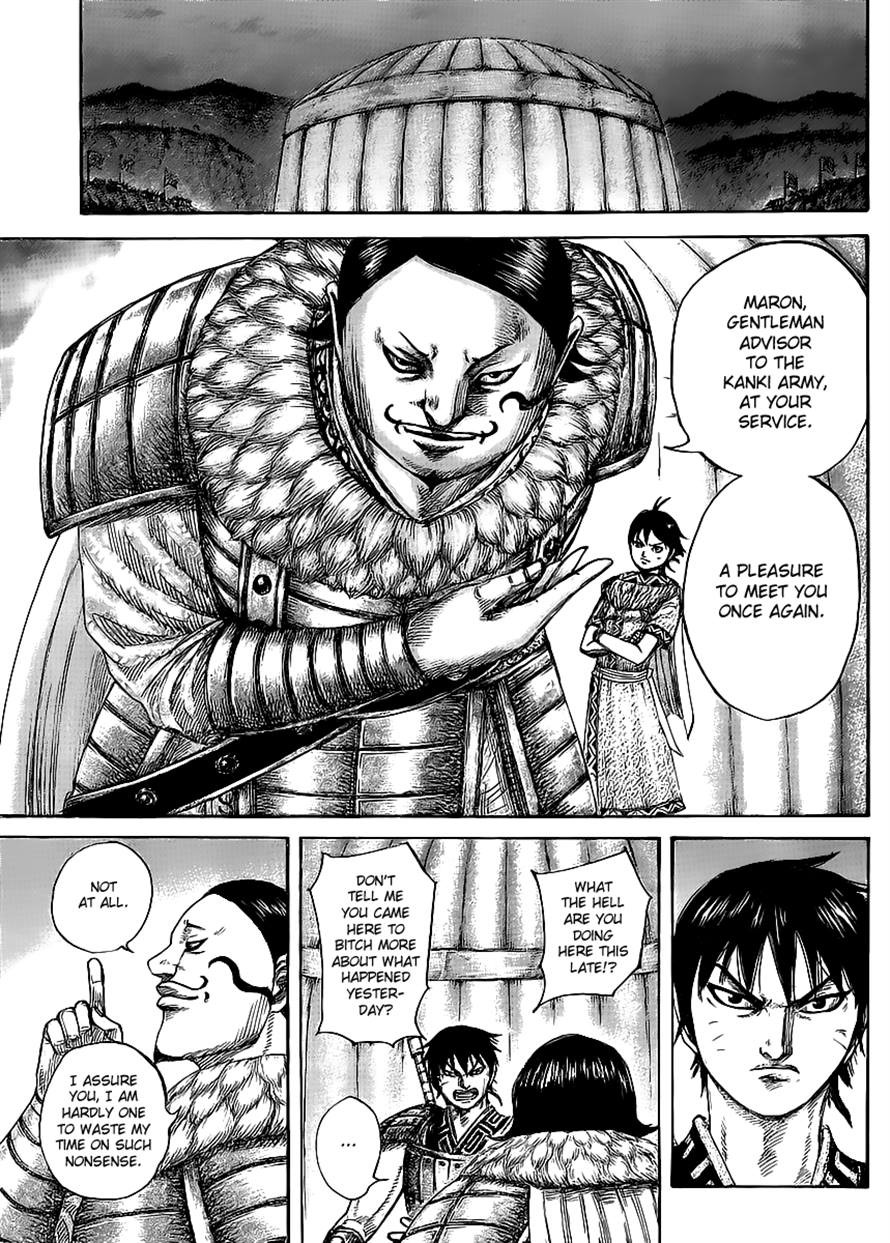 MARON,
GENTLEMAN
ADVISOR
TO THE
KANKI ARMY,
AT YOUR
SERVICE.
A PLEASURE
TO MEET YOU
ONCE AGAIN.
WHAT
THE HELL
ARE YOU
DOING
HERE THIS
LATE!?
DON'T
TELL ME
YOU CAME
HERE TO
BITCH MORE
ABOUT WHAT
HAPPENED
YESTER-
DAY?
...
NOT
AT ALL.
I ASSURE
YOU, I AM
HARDLY ONE
TO WASTE MY
TIME ON SUCH
NONSENSE.